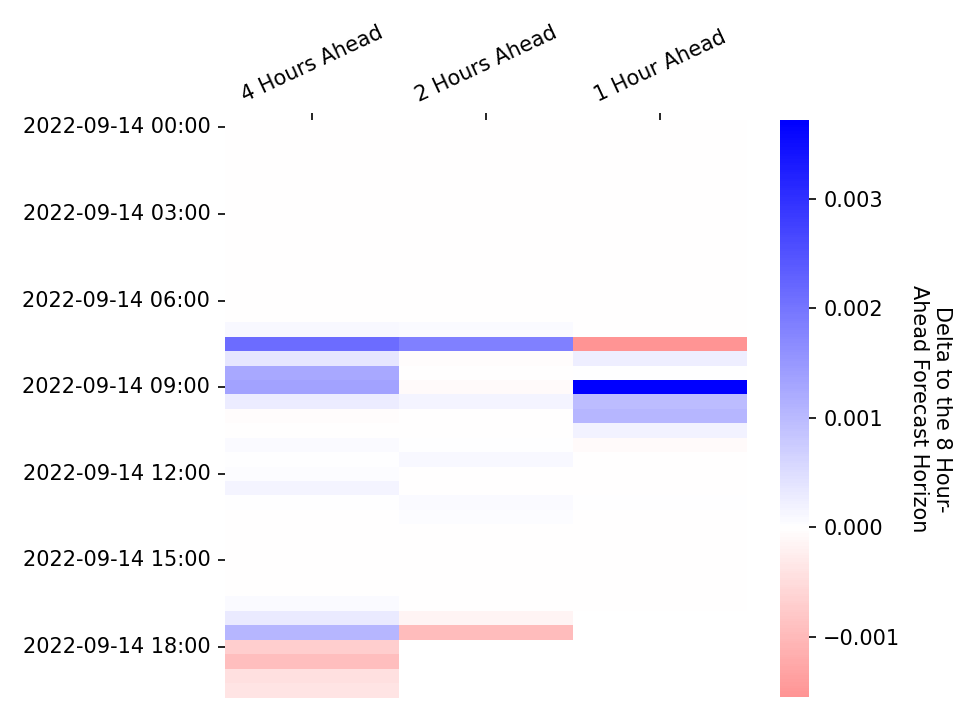 4 Hours Ahead
2 Hours Ahead
1 Hour Ahead
2022-09-14 00:00
2022-09-14 03:00
2022-09-14 06:00
2022-09-14 09:00
2022-09-14 12:00
2022-09-14 15:00
2022-09-14 18:00
0.003
0.002
0.001
0.000
−0.001
Delta to the 8 Hour-
Ahead Forecast Horizon